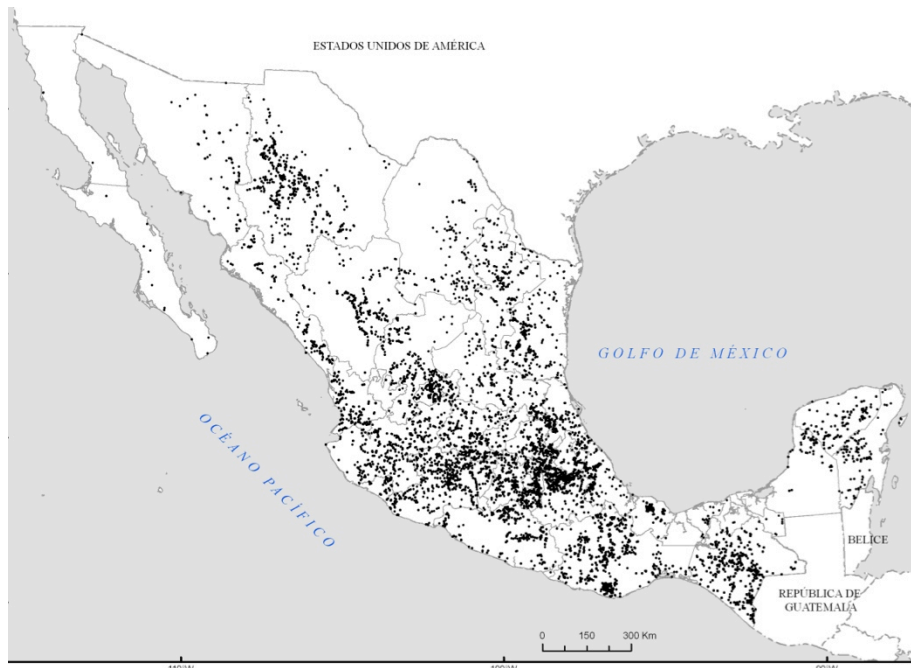 ESTADOS UNIDOS DE AMÉRICA
GOLFO DE MÉXICO
OCÉANO PACÍFICO
BELICE
REPÚBLICA DE
GUATEMALA
0 150 300 Km